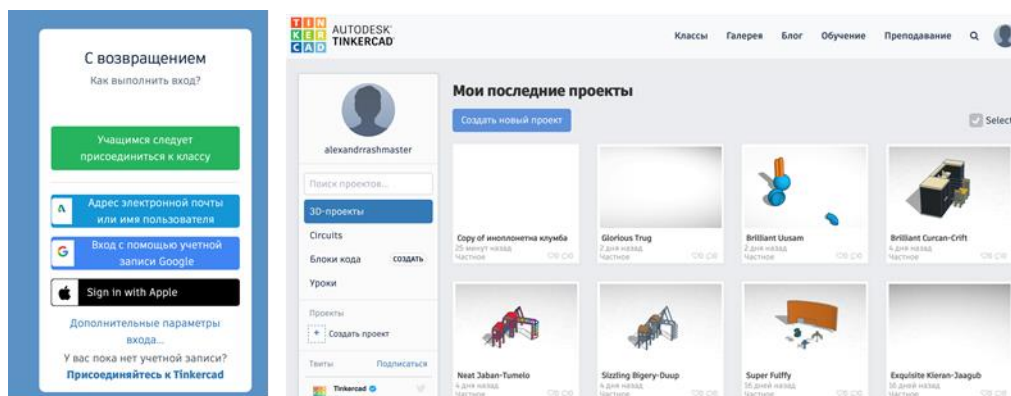 С возвращением
Как выполнить вход?
Учащимся следует
присоединиться к классу
Адрес электронной почты
или имя пользователя
Вход с помощью учетной
записи Google
Sign in with Apple
Дополнительные параметры
входа...
У вас пока нет учетной записи?
Присоединяйтесь к Tinkercad
TIN
KER
CAD
AUTODESK
TINKERCAD
Классы Галерея Блог Обучение Преподавание
alexandrrashmaster
Поиск проектов...
3D-проекты
Circuits
Блоки кода СОЗДАТЬ
Уроки
Проекты
+ Создать проект
Твиты Подписаться
Tinkercad
Мои последние проекты
Создать новый проект
Select
Copy of иноплонетна клумба
25 минут назад
Частное
Glorious Trug
2 дня назад
Частное
Brilliant Uusam
2 дня назад
Частное
Brilliant Curcan-Crift
4 дня назад
Частное
Neat Jaban-Tumelo
4 дня назад
Частное
Sizzling Bigery-Duup
4 дня назад
Частное
Super Fulffy
16 дней назад
Частное
Exquisite Kieran-Jaagub
16 дней назад
Частное